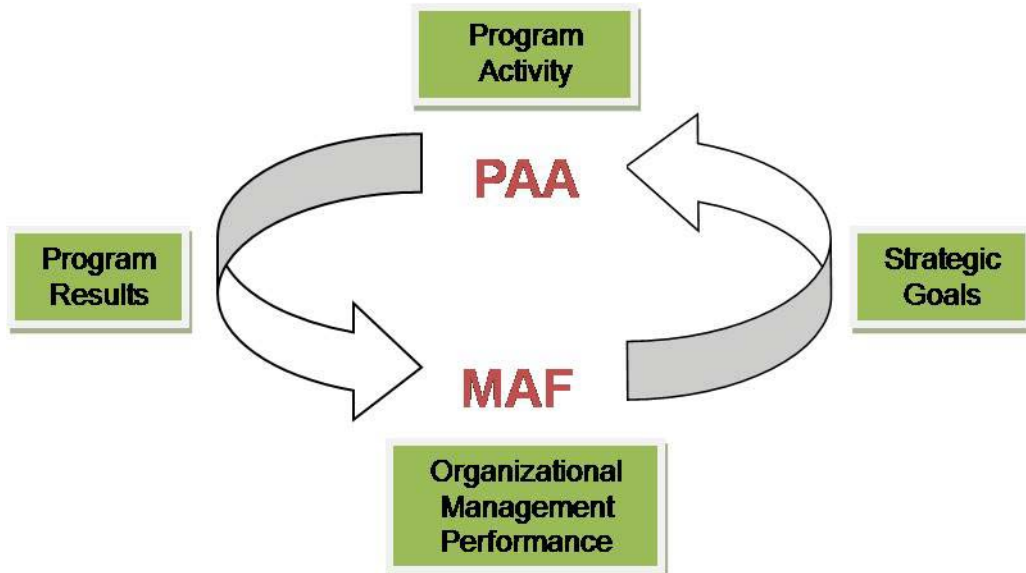 Program
Activity
PAA
Program
Results
Strategic
Goals
MAF
Organizational
Management
Performance